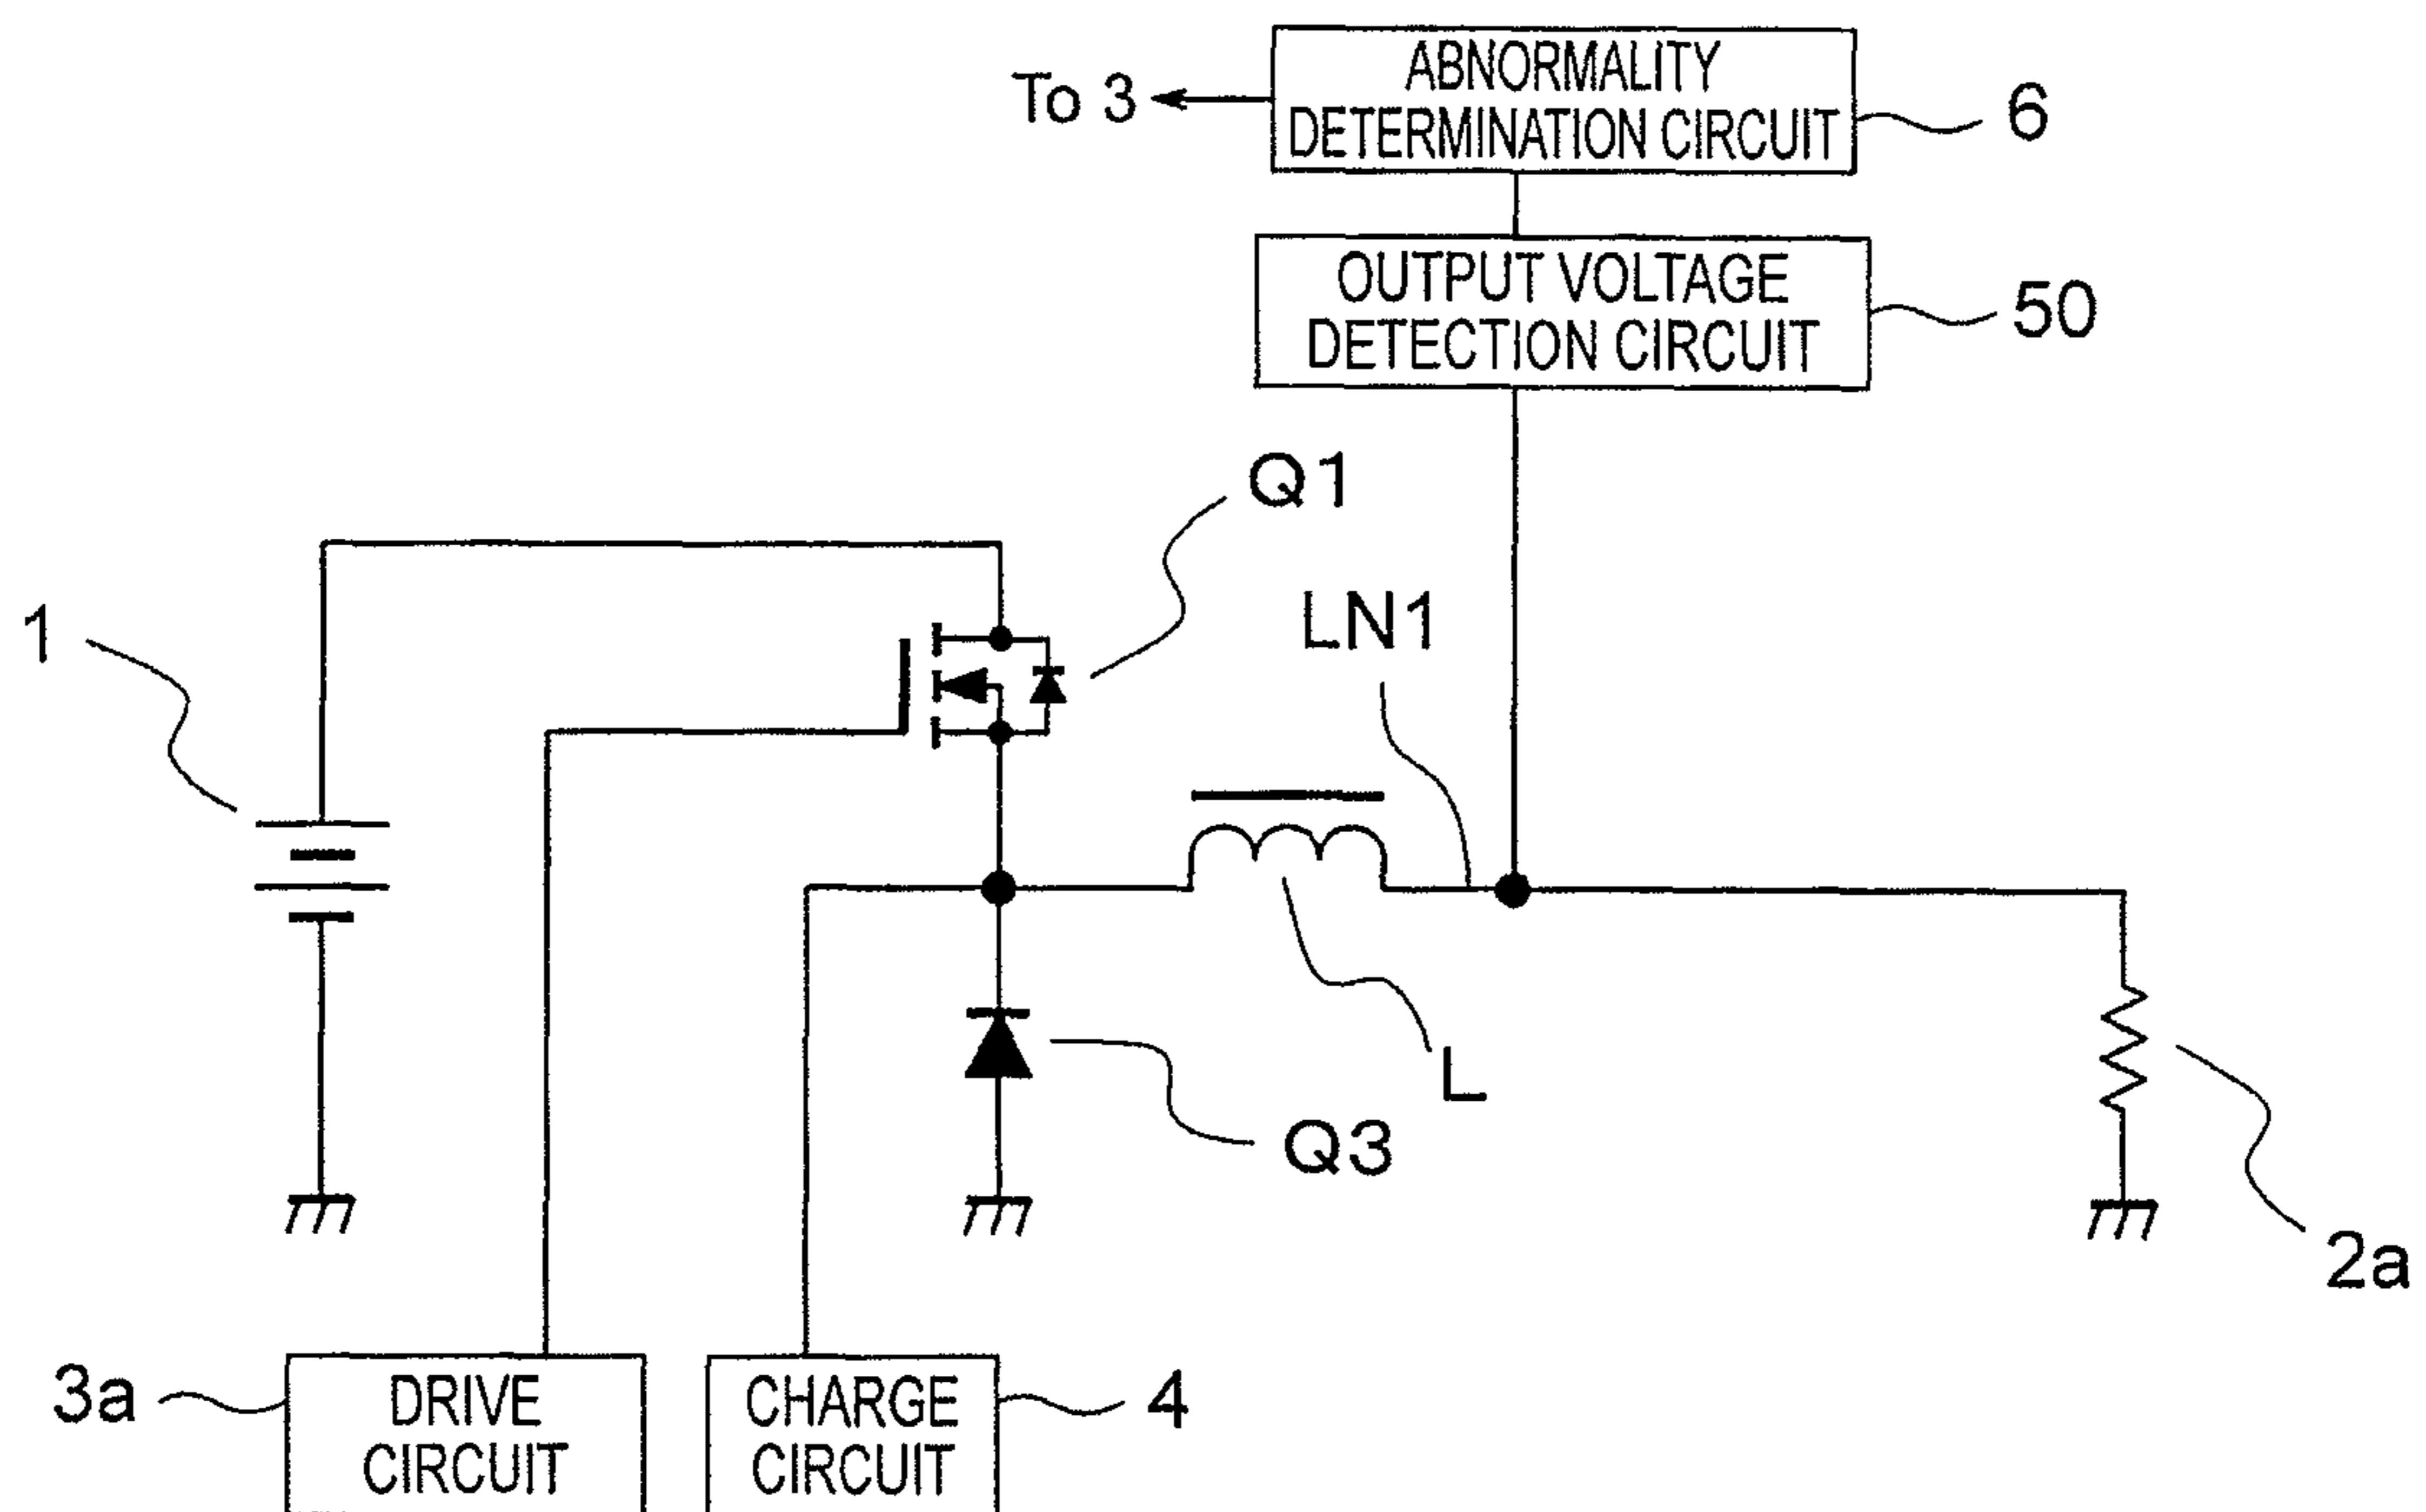 ABNORMALITY
DETERMINATION CIRCUIT
To 3
6
OUTPUT VOLTAGE
DETECTION CIRCUIT
50
Q1
LN1
1
L
Q3
2a
3a
DRIVE
CIRCUIT
CHARGE
CIRCUIT
4